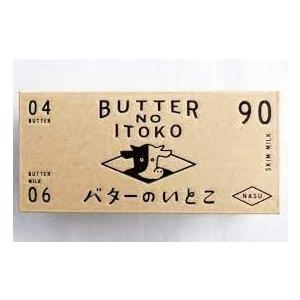 04
BUTTER
BUTTER
NO
ITOKO
90
SKIM MILK
BUTTER
MILK
06
バターのいとこ
NASU